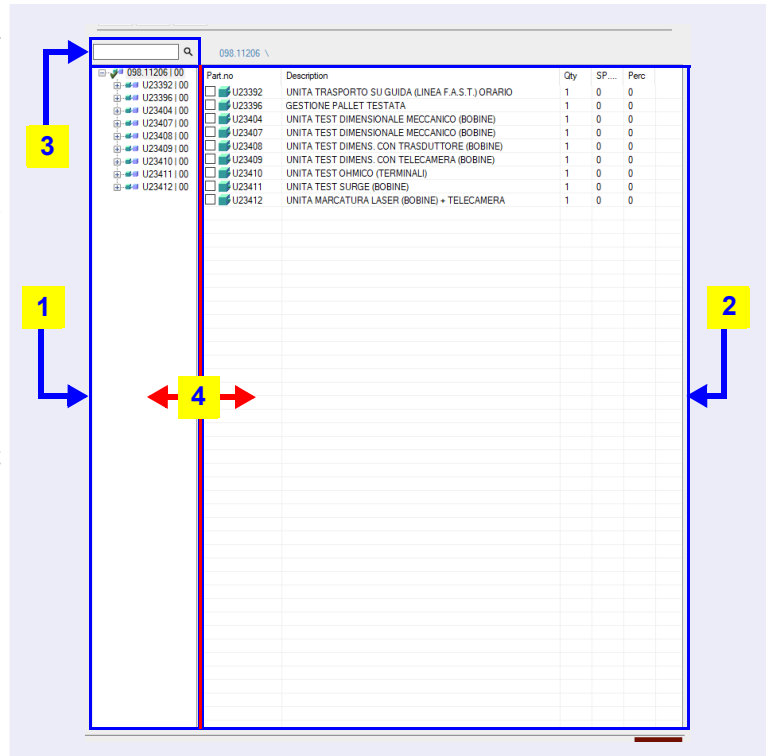 098.11206 \
3
098.11206 | 00
U23392 | 00
U23396 | 00
U23404 | 00
U23407 | 00
U23408 | 00
U23409 | 00
U23410 | 00
U23411 | 00
U23412 | 00
Part.no Description Qty SP.... Perc
U23392 UNITA TRASPORTO SU GUIDA (LINEA F.A.S.T.) ORARIO 1 0 0
U23396 GESTIONE PALLET TESTATA 1 0 0
U23404 UNITA TEST DIMENSIONALE MECCANICO (BOBINE) 1 0 0
U23407 UNITA TEST DIMENSIONALE MECCANICO (BOBINE) 1 0 0
U23408 UNITA TEST DIMENS. CON TRASDUTTORE (BOBINE) 1 0 0
U23409 UNITA TEST DIMENS. CON TELECAMERA (BOBINE) 1 0 0
U23410 UNITA TEST OHMICO (TERMINALI) 1 0 0
U23411 UNITA TEST SURGE (BOBINE) 1 0 0
U23412 UNITA MARCATURA LASER (BOBINE) + TELECAMERA 1 0 0
1
2
4